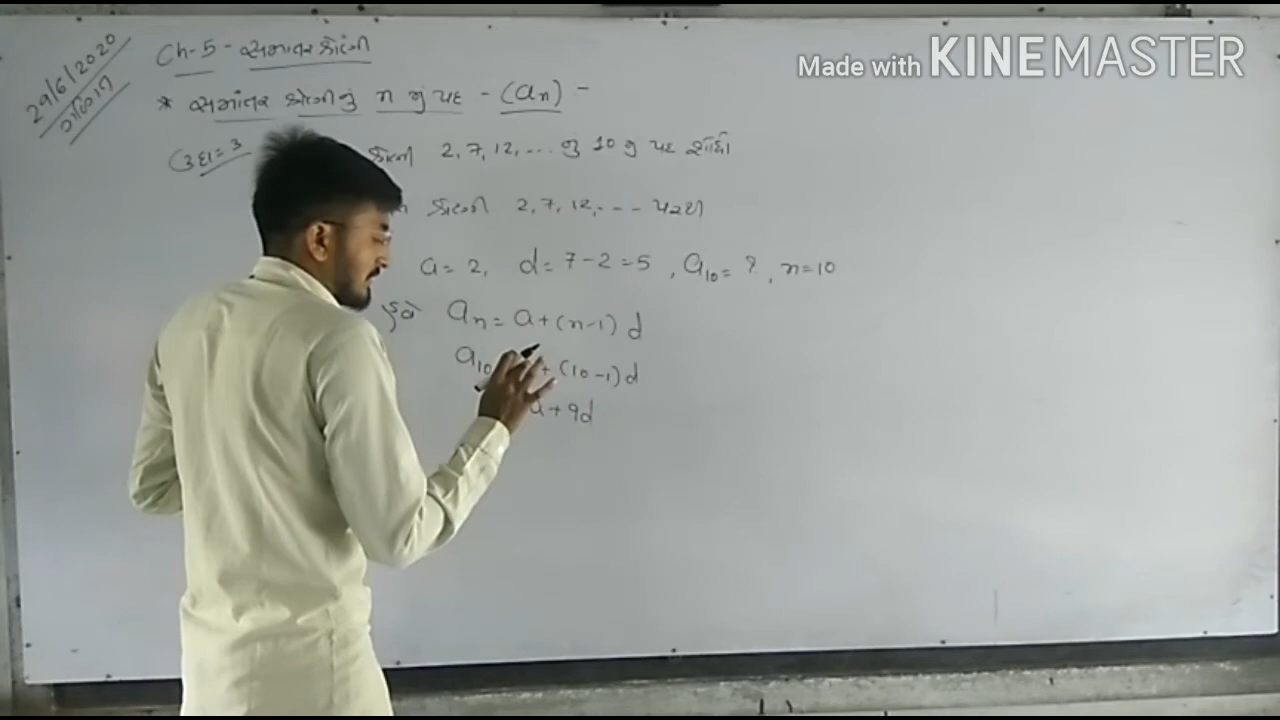 Made with KINEMASTER
29/6/2020
ગણિત
Ch-5 - સમાંતર શ્રેણી
* સમાંતર શ્રેણીનું n મું પદ - (an) -
ઉદા = 3 શ્રેણી 2, 7, 12, ... નું 10 મું પદ શોધો
શ્રેણી 2, 7, 12, ... પરથી
a = 2, d = 7 - 2 = 5, a10 = ?, n = 10
હવે an = a + (n-1) d
a10 + (10-1) d
a + 9d